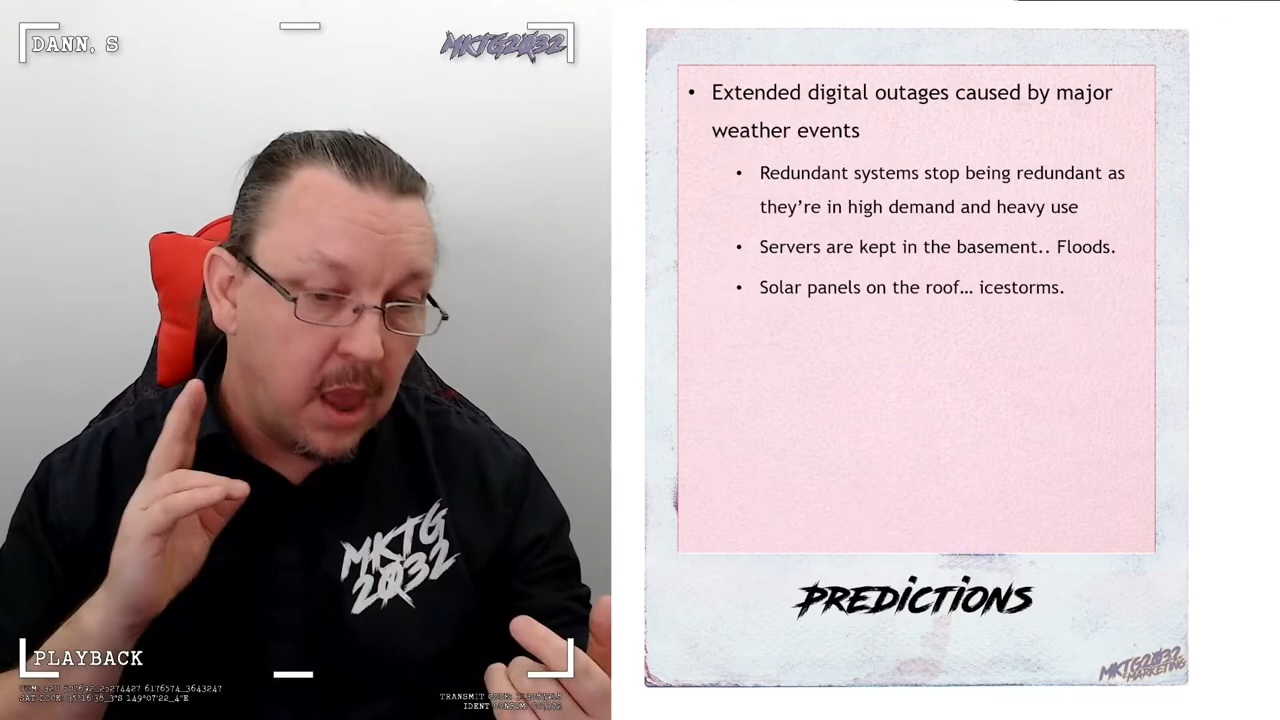 DANN, S
MKTG2032
• Extended digital outages caused by major
weather events
• Redundant systems stop being redundant as
they're in high demand and heavy use
• Servers are kept in the basement.. Floods.
• Solar panels on the roof… icestorms.
MKTG
2032
PREDICTIONS
PLAYBACK
MKTG2032
MARKETING